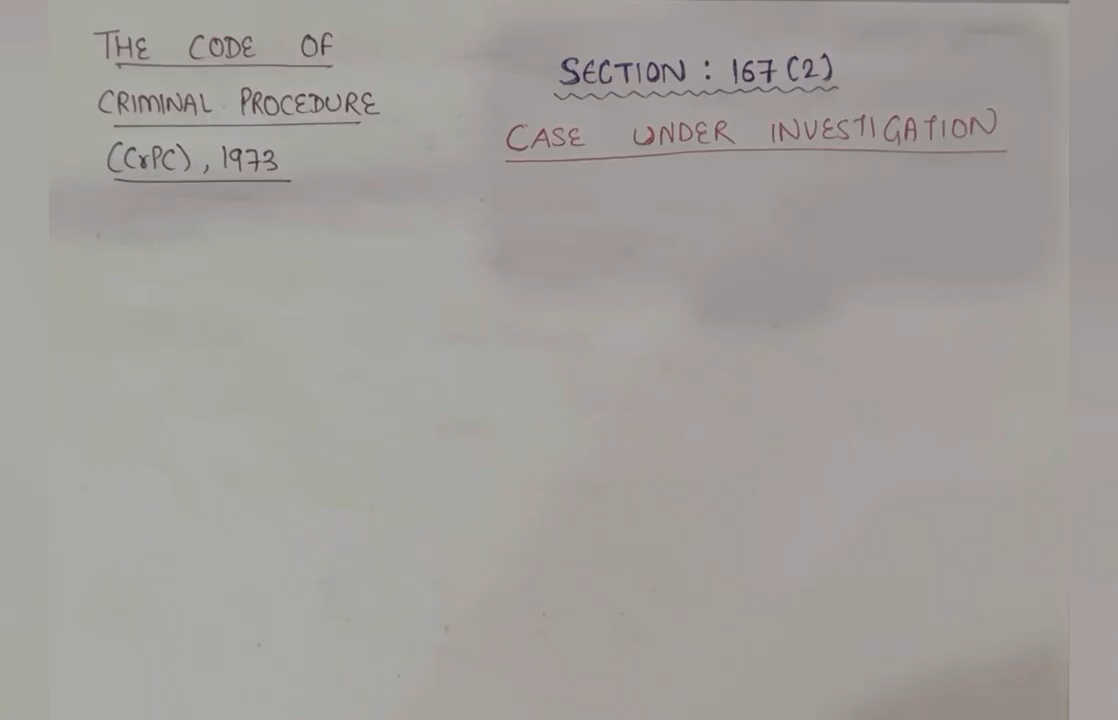 THE CODE OF
CRIMINAL PROCEDURE
(CrPC), 1973
SECTION : 167 (2)
CASE UNDER INVESTIGATION